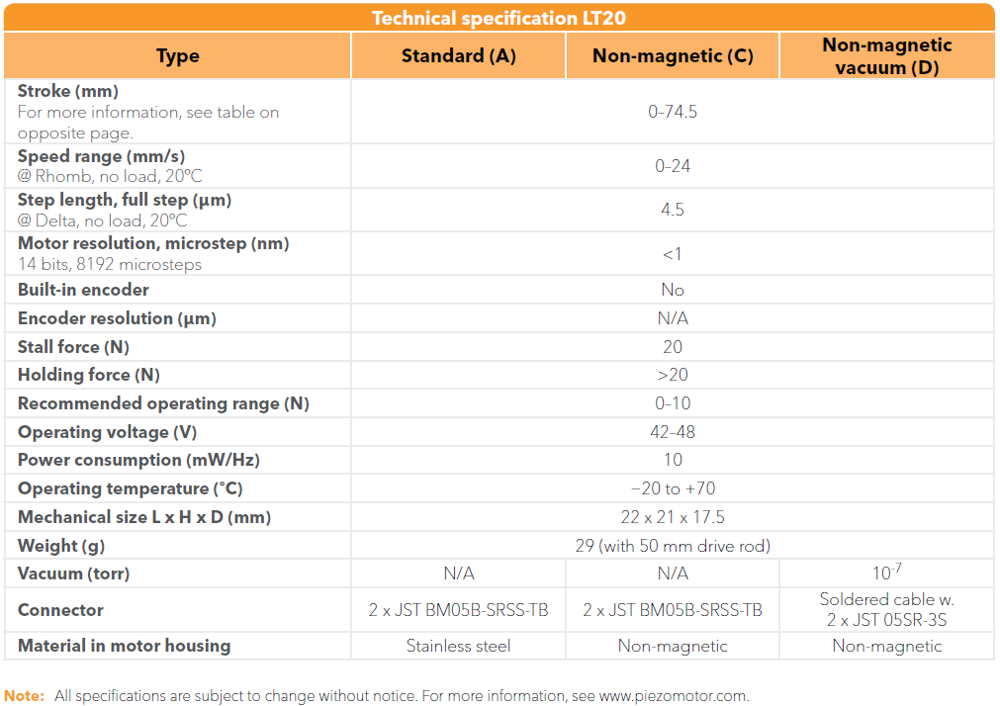 Technical specification LT20
Type Standard (A) Non-magnetic (C) Non-magnetic vacuum (D)
Stroke (mm)
For more information, see table on
opposite page.
0–74.5
Speed range (mm/s)
@ Rhomb, no load, 20ºC
0–24
Step length, full step (µm)
@ Delta, no load, 20ºC
4.5
Motor resolution, microstep (nm)
14 bits, 8192 microsteps
<1
Built-in encoder No
Encoder resolution (µm) N/A
Stall force (N) 20
Holding force (N) >20
Recommended operating range (N) 0–10
Operating voltage (V) 42–48
Power consumption (mW/Hz) 10
Operating temperature (˚C) −20 to +70
Mechanical size L x H x D (mm) 22 x 21 x 17.5
Weight (g) 29 (with 50 mm drive rod)
Vacuum (torr) N/A N/A 10⁻⁷
Connector 2 x JST BM05B-SRSS-TB 2 x JST BM05B-SRSS-TB Soldered cable w.
2 x JST 05SR-3S
Material in motor housing Stainless steel Non-magnetic Non-magnetic
Note: All specifications are subject to change without notice. For more information, see www.piezomotor.com.